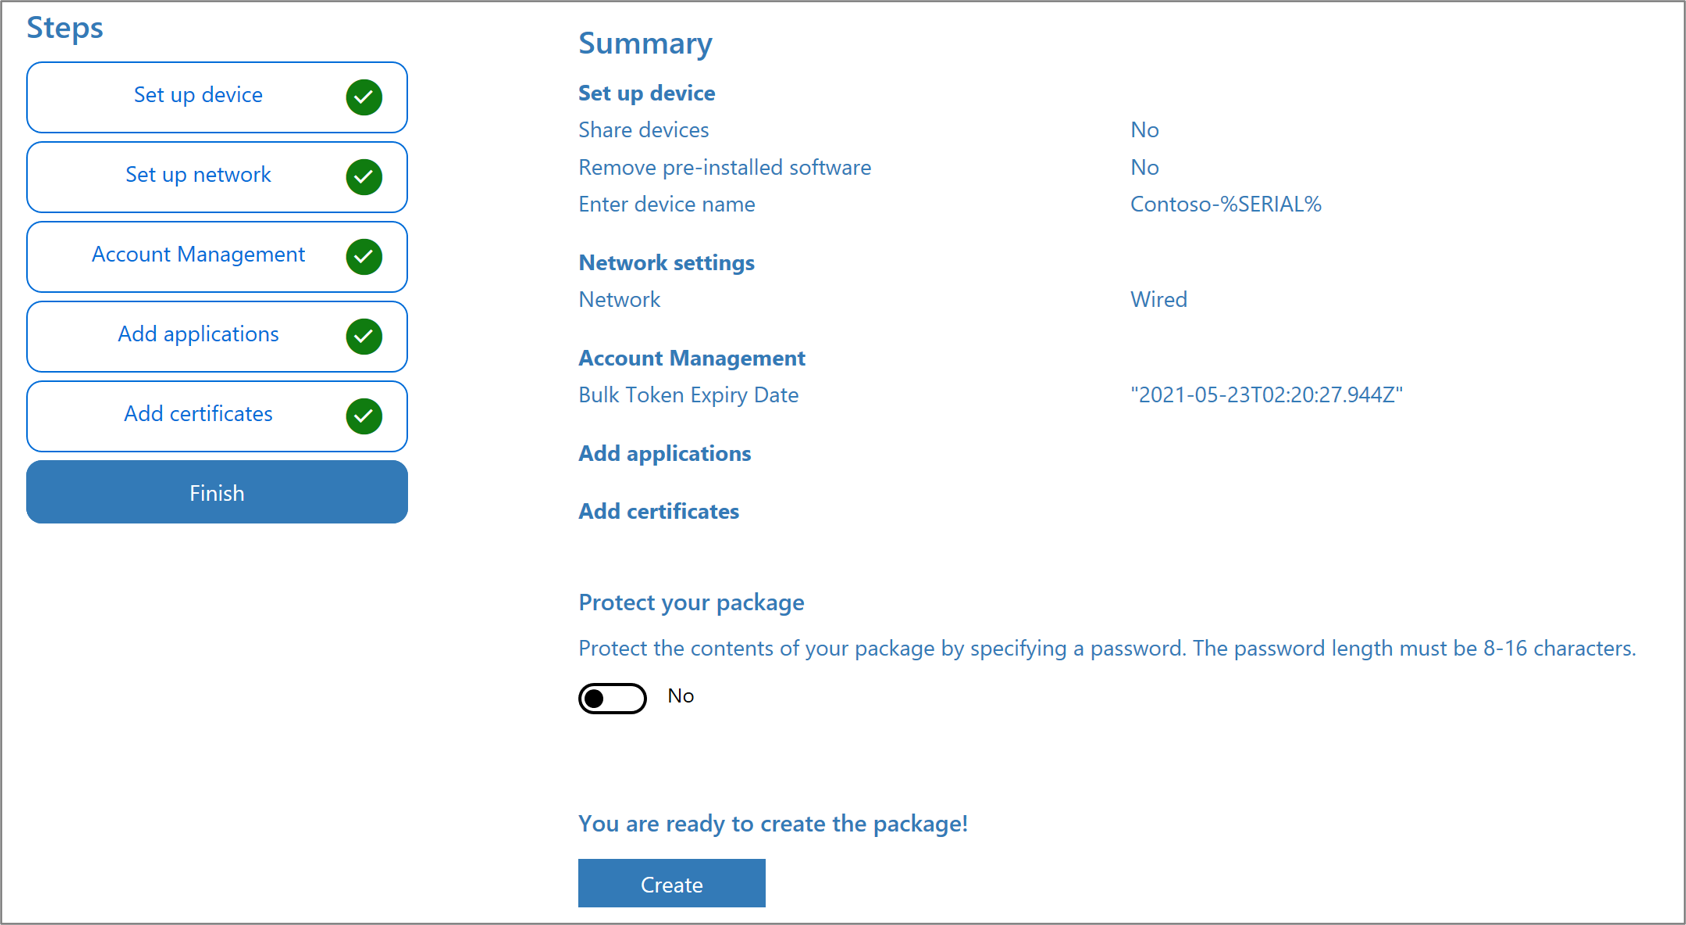 Steps
Set up device
Set up network
Account Management
Add applications
Add certificates
Finish
Summary
Set up device
Share devices No
Remove pre-installed software No
Enter device name Contoso-%SERIAL%
Network settings
Network Wired
Account Management
Bulk Token Expiry Date "2021-05-23T02:20:27.944Z"
Add applications
Add certificates
Protect your package
Protect the contents of your package by specifying a password. The password length must be 8-16 characters.
No
You are ready to create the package!
Create